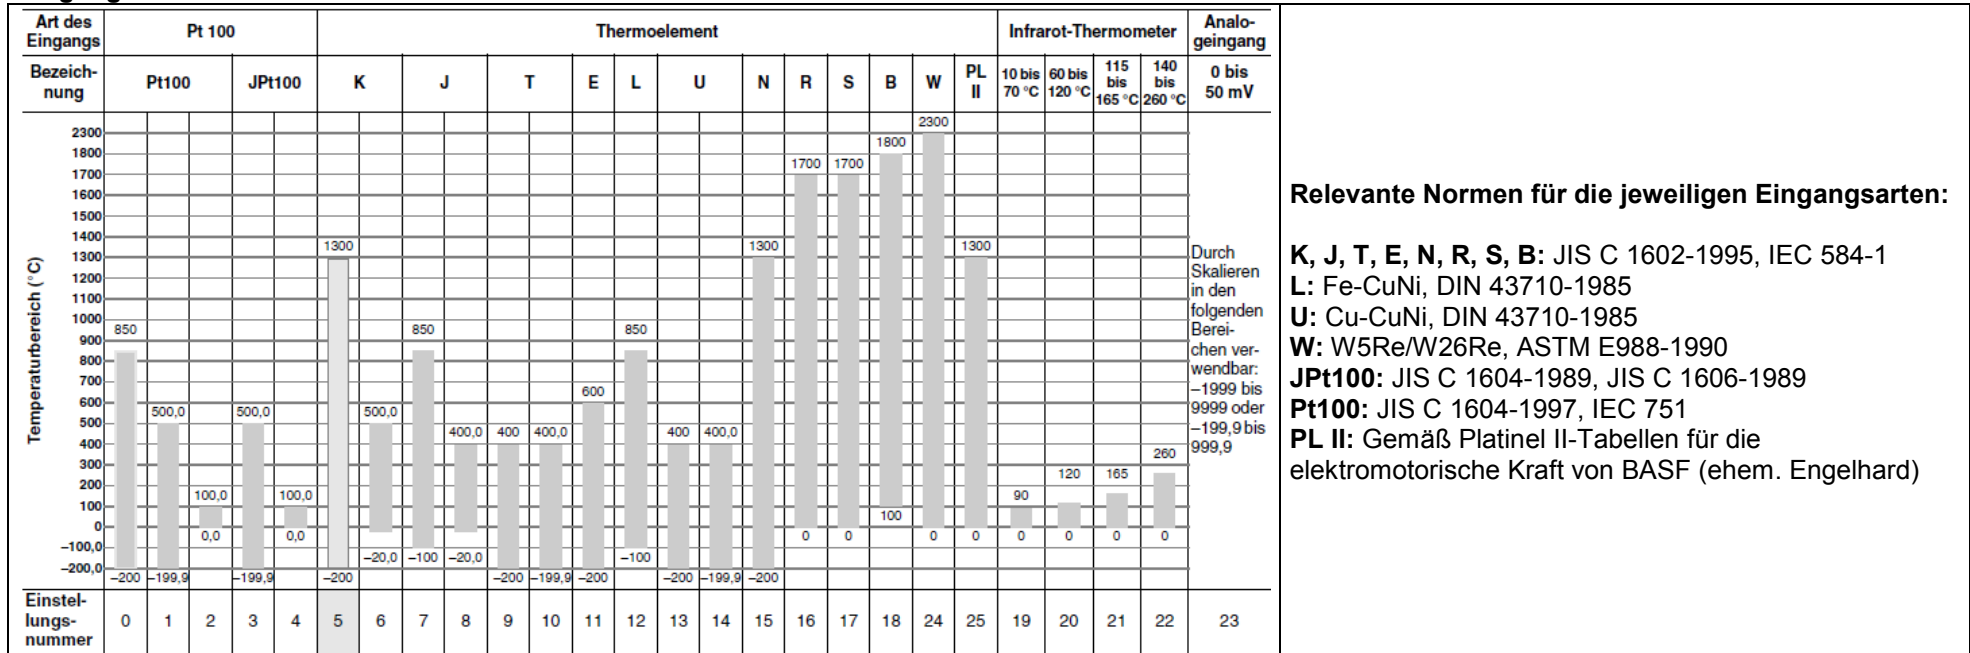 Art des Eingangs Pt 100 Thermoelement Infrarot-Thermometer Analo-geingang
Bezeich-nung Pt100 JPt100 K J T E L U N R S B W PL II 10 bis 70 °C 60 bis 120 °C 115 bis 165 °C 140 bis 260 °C 0 bis 50 mV
Temperaturbereich (°C)
2300
1800
1700
1600
1500
1400
1300
1200
1100
1000
900
800
700
600
500
400
300
200
100
0
–100,0
–200,0
2300
1800
1700 1700
1300 1300 1300
850 850 850
600
500,0 500,0 500,0
400,0 400 400,0 400 400,0
260
120 165
100,0 100,0 90
100
0,0 0,0 0 0 0 0 0 0 0 0
–20,0 –100 –20,0 –100
–200 –199,9 –199,9 –200 –200 –199,9 –200 –200 –199,9 –200
Durch
Skalieren
in den
folgenden
Berei-
chen ver-
wendbar:
–1999 bis
9999 oder
–199,9 bis
999,9
Einstel-
lungs-
nummer
0 1 2 3 4 5 6 7 8 9 10 11 12 13 14 15 16 17 18 24 25 19 20 21 22 23
Relevante Normen für die jeweiligen Eingangsarten:
K, J, T, E, N, R, S, B: JIS C 1602-1995, IEC 584-1
L: Fe-CuNi, DIN 43710-1985
U: Cu-CuNi, DIN 43710-1985
W: W5Re/W26Re, ASTM E988-1990
JPt100: JIS C 1604-1989, JIS C 1606-1989
Pt100: JIS C 1604-1997, IEC 751
PL II: Gemäß Platinel II-Tabellen für die
elektromotorische Kraft von BASF (ehem. Engelhard)